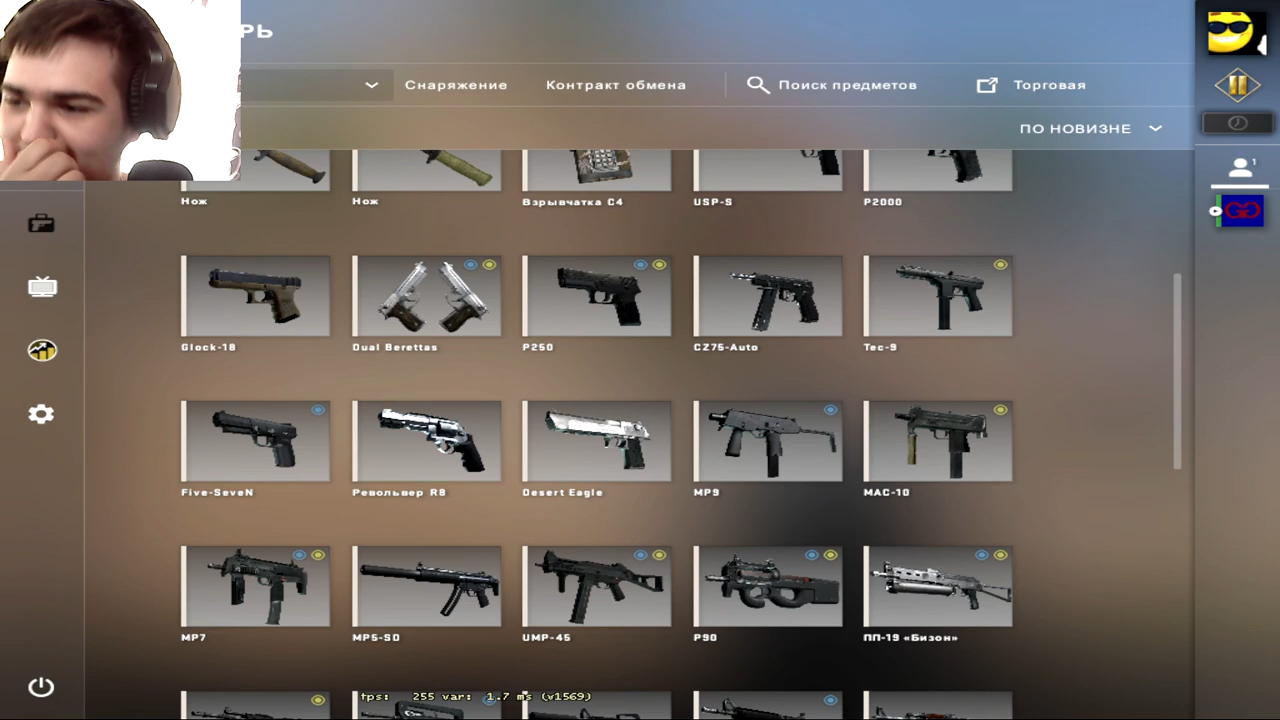 РЬ
Снаряжение
Контракт обмена
Поиск предметов
Торговая
ПО НОВИЗНЕ
1
Нож
Нож
Взрывчатка C4
USP-S
P2000
Glock-18
Dual Berettas
P250
CZ75-Auto
Tec-9
Five-SeveN
Револьвер R8
Desert Eagle
MP9
MAC-10
MP7
MP5-SD
UMP-45
P90
ПП-19 «Бизон»
fps: 255 var: 1.7 ms (v1569)